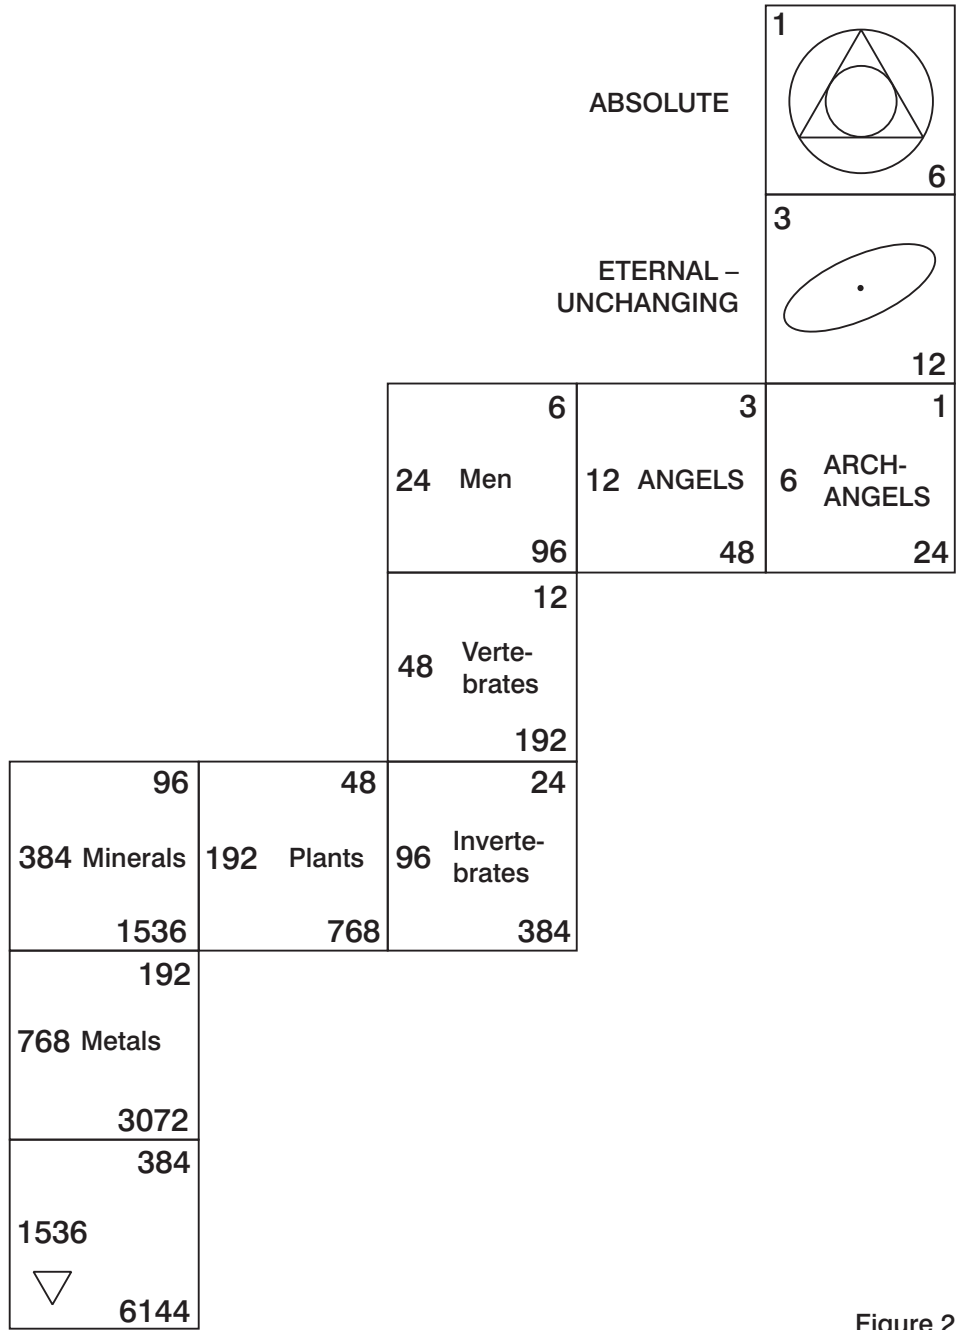 1
ABSOLUTE
6
3
ETERNAL –
UNCHANGING
12
6
24 Men
96
3
12 ANGELS
48
1
6 ARCH-
ANGELS
24
12
48 Verte-
brates
192
96
384 Minerals
1536
48
192 Plants
768
24
96 Inverte-
brates
384
192
768 Metals
3072
384
1536
6144
Figure 2